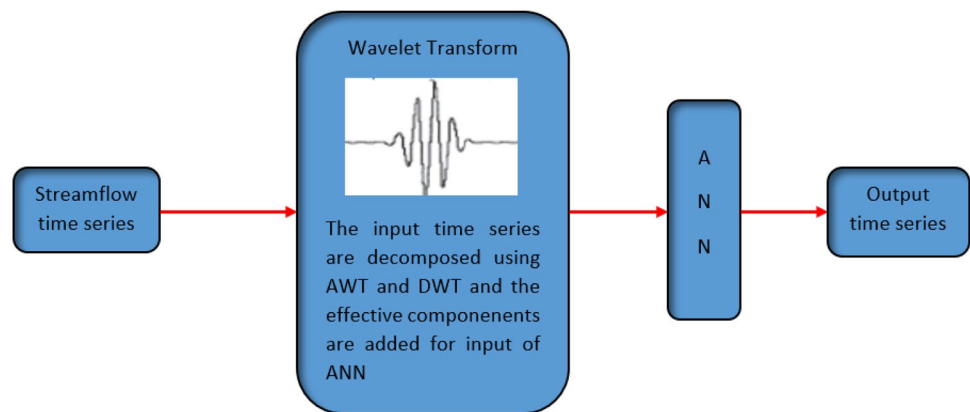 Streamflow
time series
Wavelet Transform
The input time series
are decomposed using
AWT and DWT and the
effective componenents
are added for input of
ANN
A
N
N
Output
time series